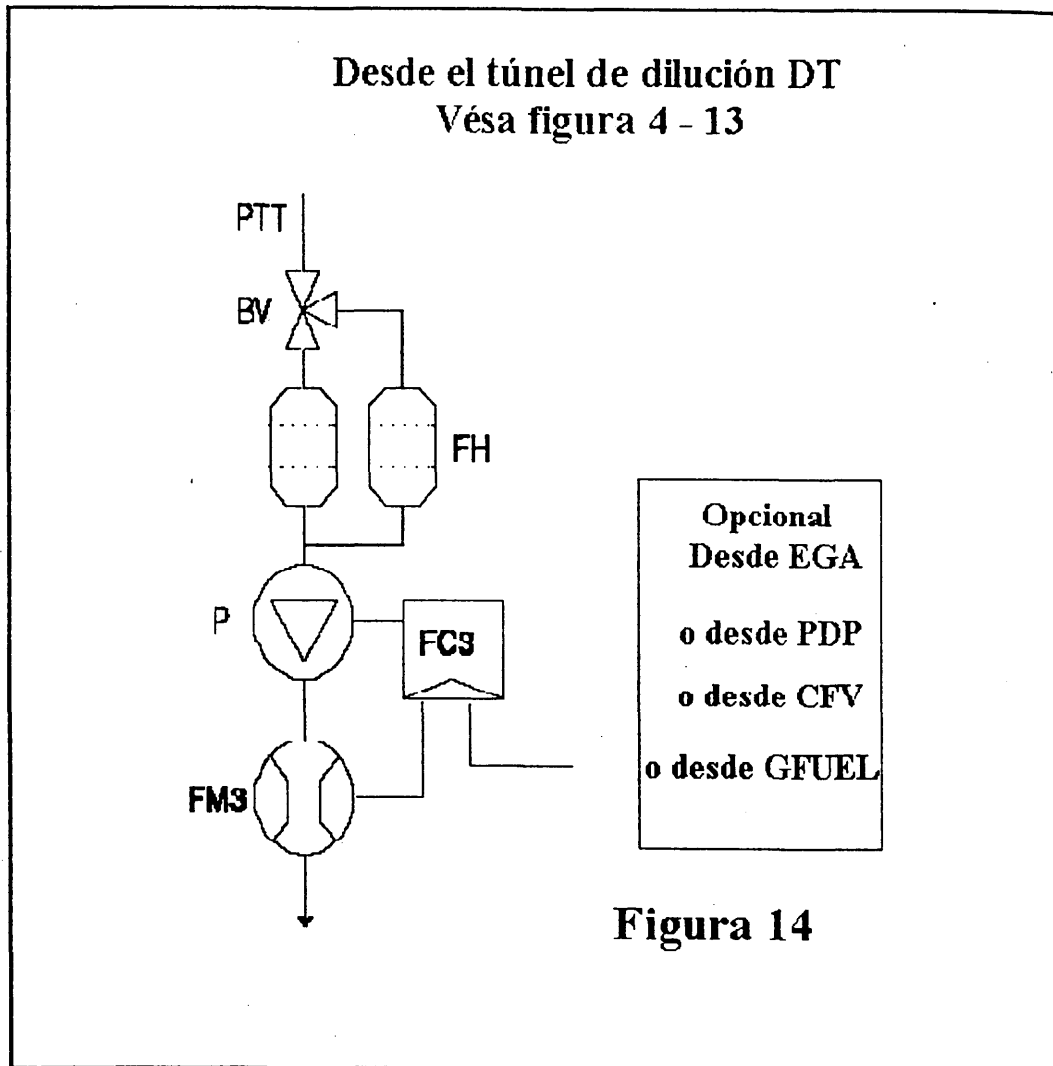 Desde el túnel de dilución DT
Vésa figura 4 - 13
PTT
BV
FH
P
FC3
FM3
Opcional
Desde EGA
o desde PDP
o desde CFV
o desde GFUEL
Figura 14